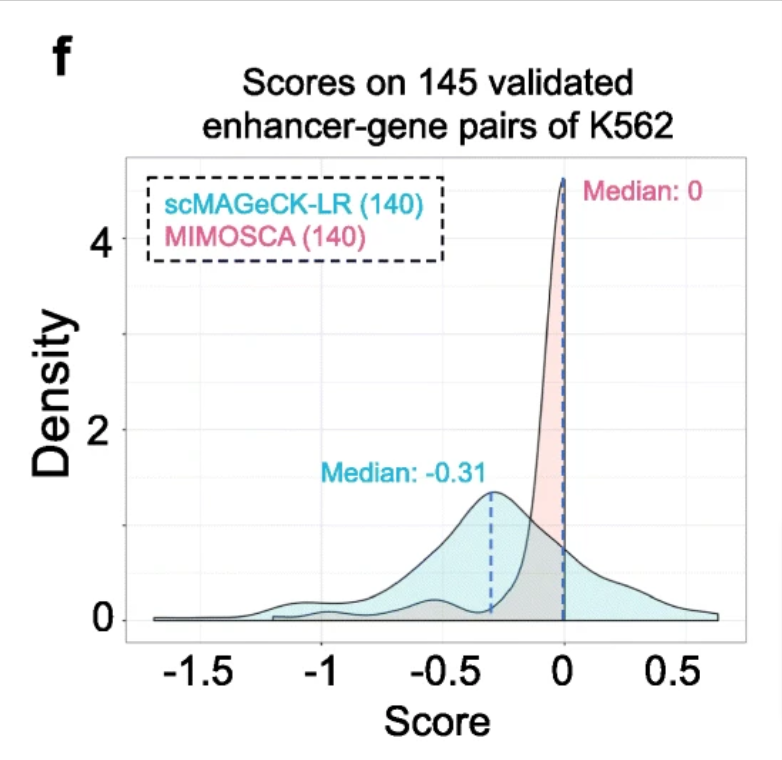 f
Scores on 145 validated
enhancer-gene pairs of K562
scMAGeCK-LR (140)
MIMOSCA (140)
Median: 0
Median: -0.31
Density
4
2
0
-1.5 -1 -0.5 0 0.5
Score